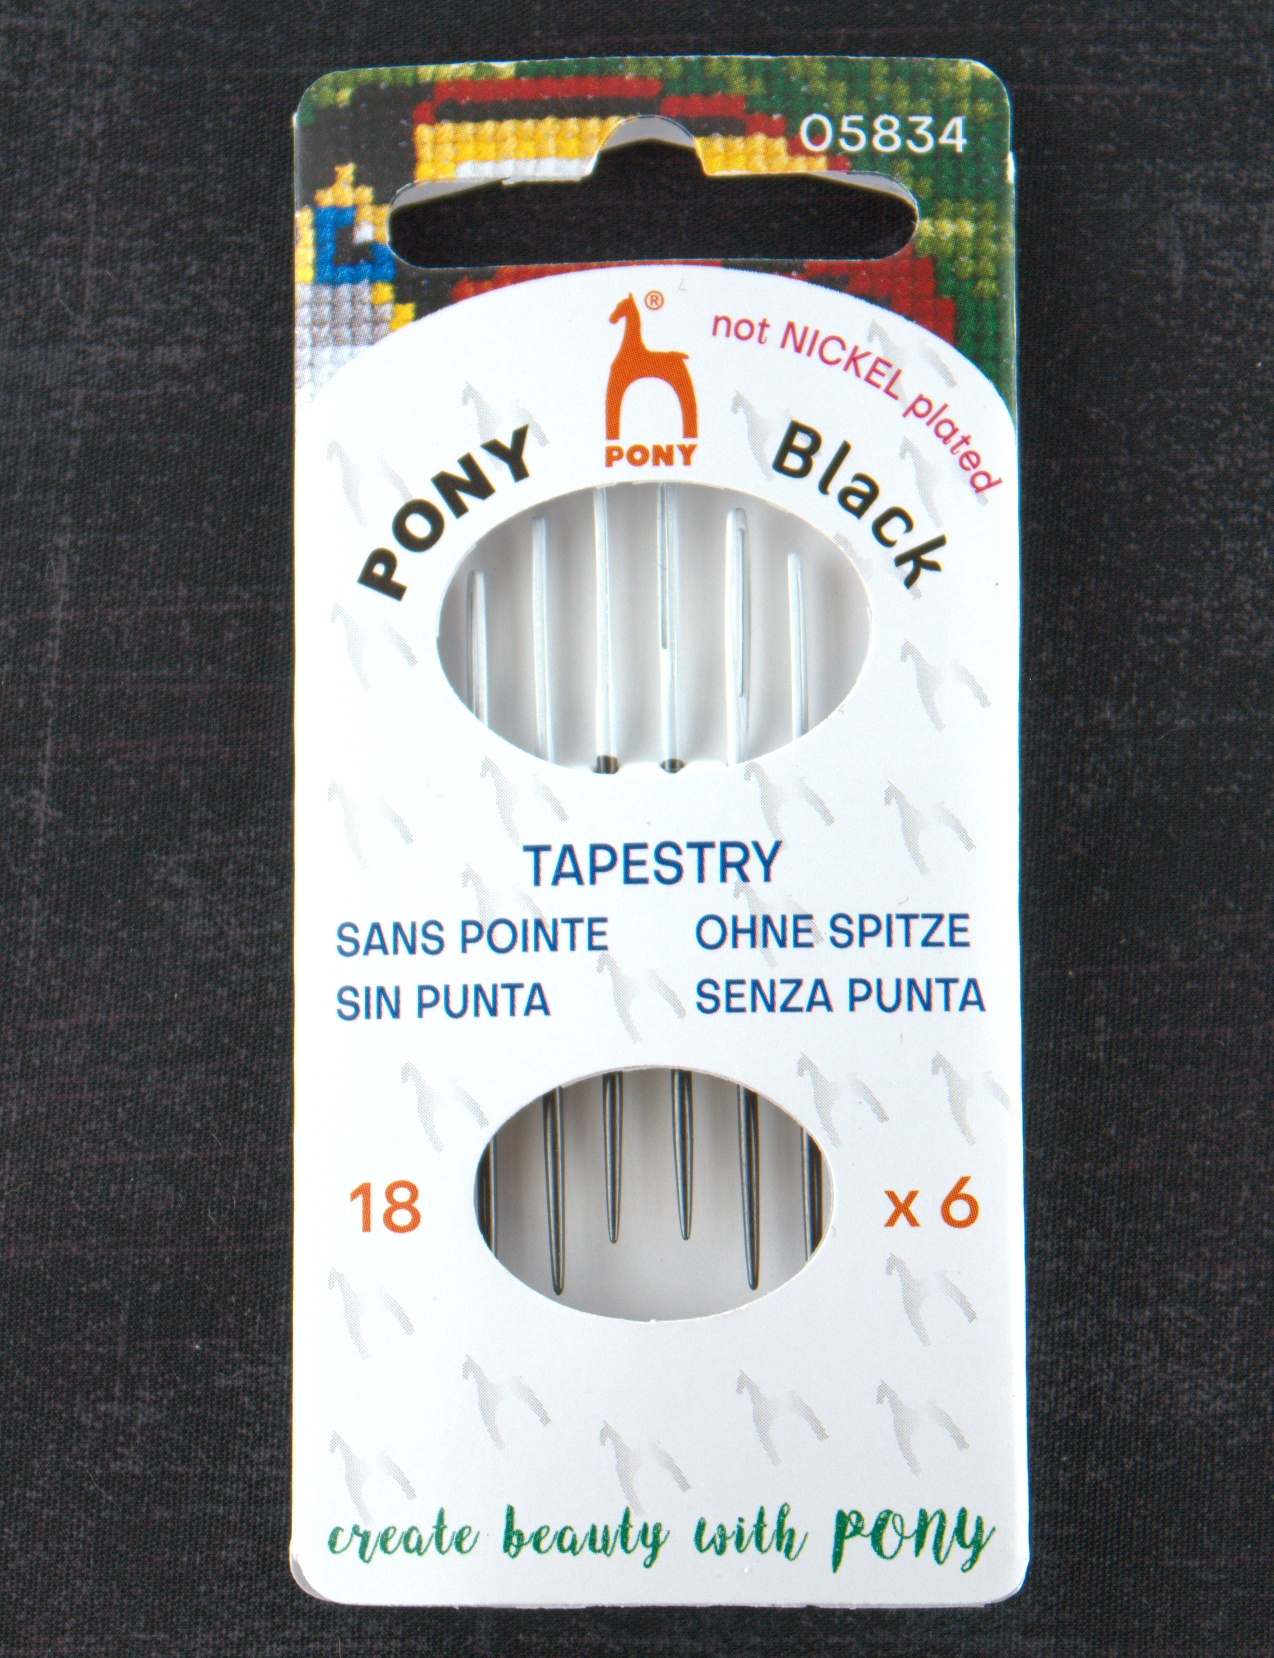 05834
®
PONY
not NICKEL plated
PONY Black
TAPESTRY
SANS POINTE OHNE SPITZE
SIN PUNTA SENZA PUNTA
18 x 6
create beauty with PONY